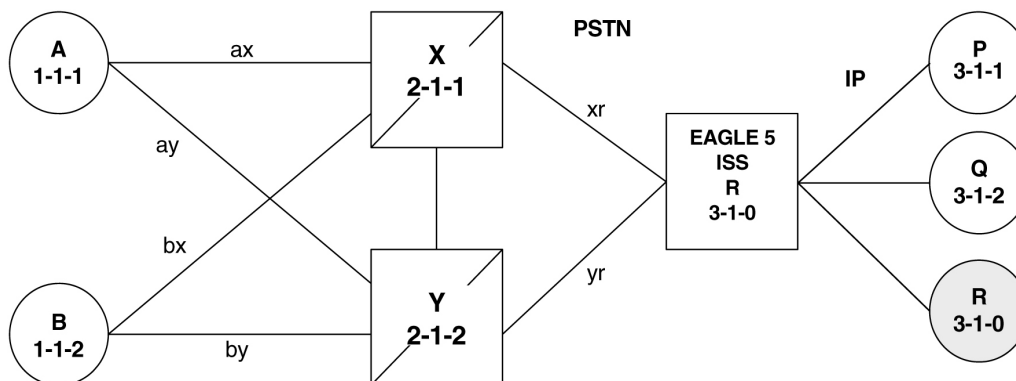 A
1-1-1
ax
X
2-1-1
PSTN
P
3-1-1
IP
xr
ay
EAGLE 5
ISS
R
3-1-0
Q
3-1-2
bx
yr
Y
2-1-2
B
1-1-2
by
R
3-1-0